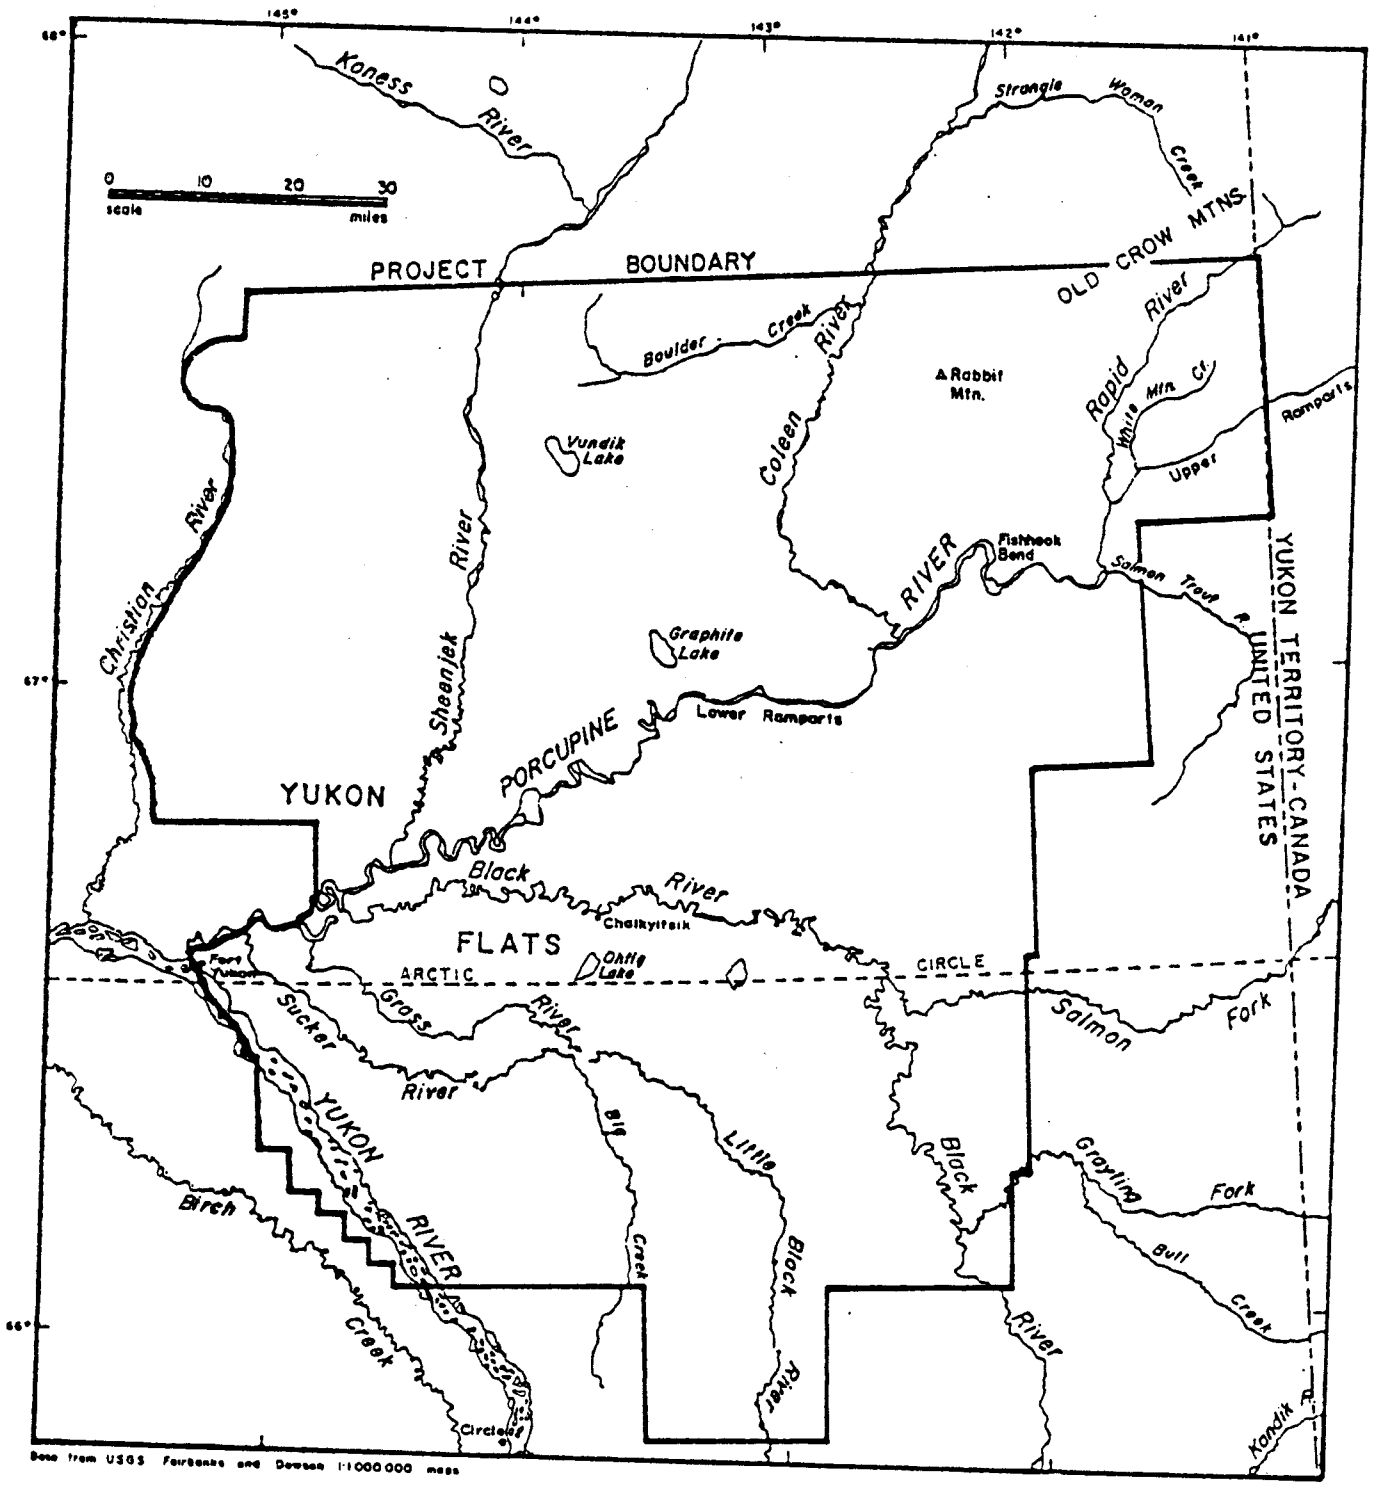 145° 144° 143° 142° 141°
68°
Koness River
Strangle Woman Creek
0 10 20 30
scale miles
OLD CROW MTNS.
PROJECT BOUNDARY
Rapid River
Boulder Creek
Coleen River
Rabbit
Mtn.
White Mtn. Cr.
Upper Ramparts
Vundik
Lake
Christian River
Sheenjek River
PORCUPINE RIVER
Fishhook
Bend
Salmon Trout R.
YUKON TERRITORY-CANADA
UNITED STATES
Graphite
Lake
67°
Lower Ramparts
YUKON
FLATS
Black River
Chalkyitsik
Ohtig
Lake
Fort
Yukon
ARCTIC CIRCLE
Grass River
Sucker River
Salmon Fork
YUKON RIVER
Big Creek
Little Black River
Black River
Grayling Fork
Birch Creek
Bull Creek
66°
Circle
Kandik R.
Base from USGS Fairbanks and Dawson 1:1000000 maps